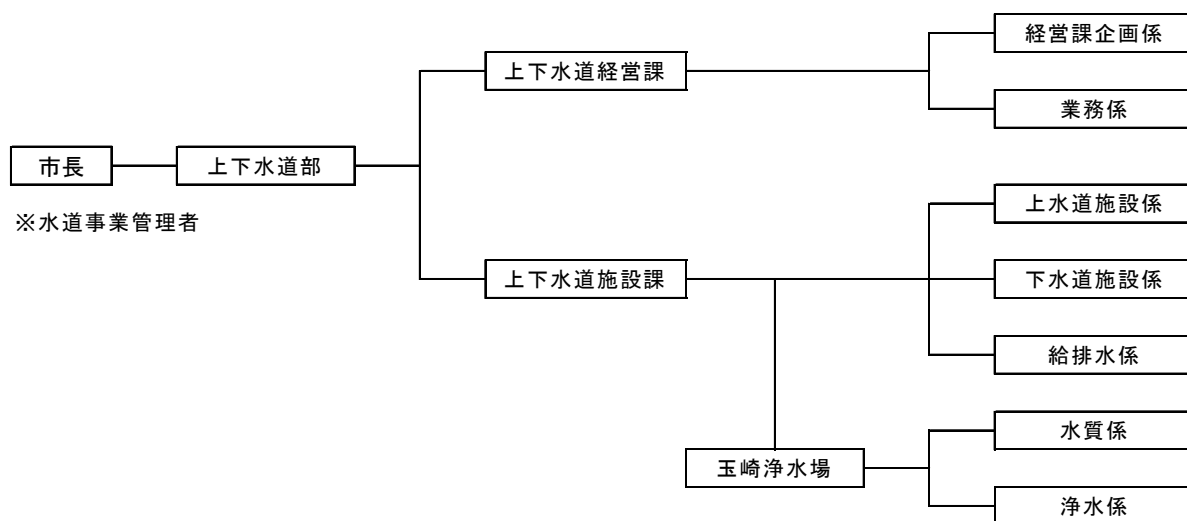 経営課企画係
上下水道経営課
業務係
市長
上下水道部
※水道事業管理者
上水道施設係
上下水道施設課
下水道施設係
給排水係
水質係
玉崎浄水場
浄水係